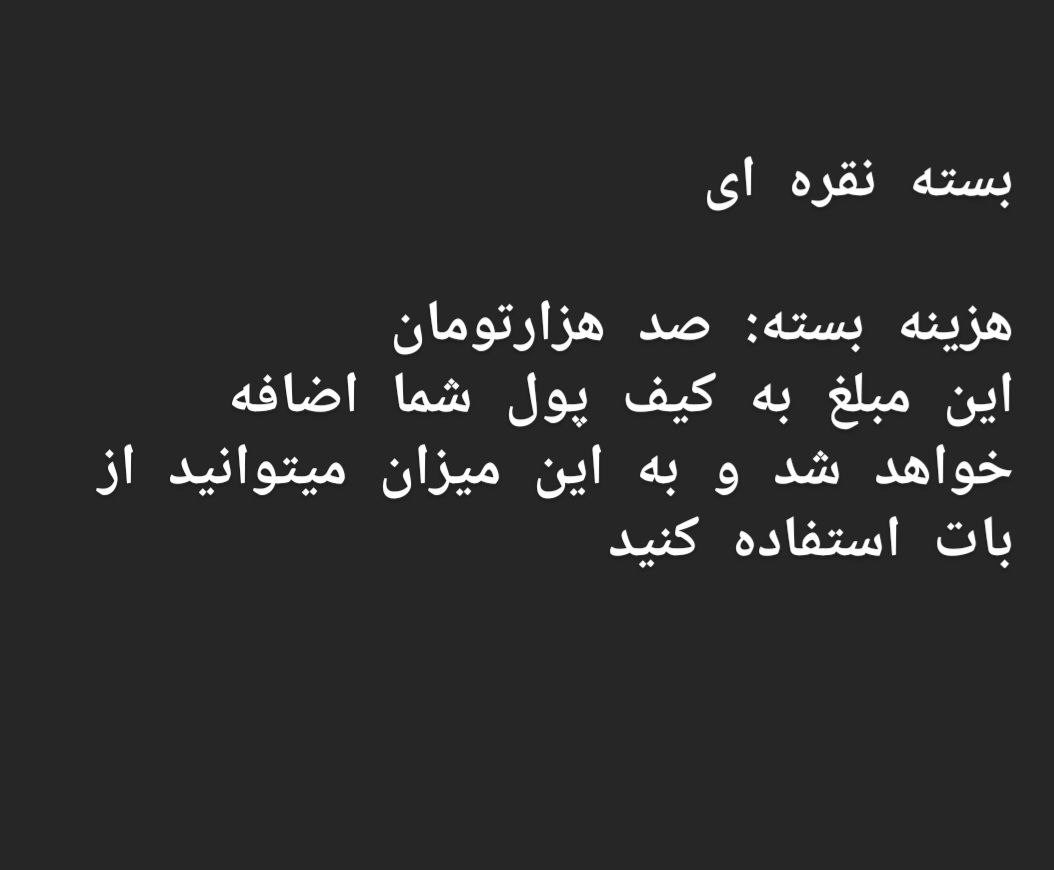 بسته نقره ای
هزینه بسته: صد هزارتومان
این مبلغ به کیف پول شما اضافه
خواهد شد و به این میزان میتوانید از
بات استفاده کنید